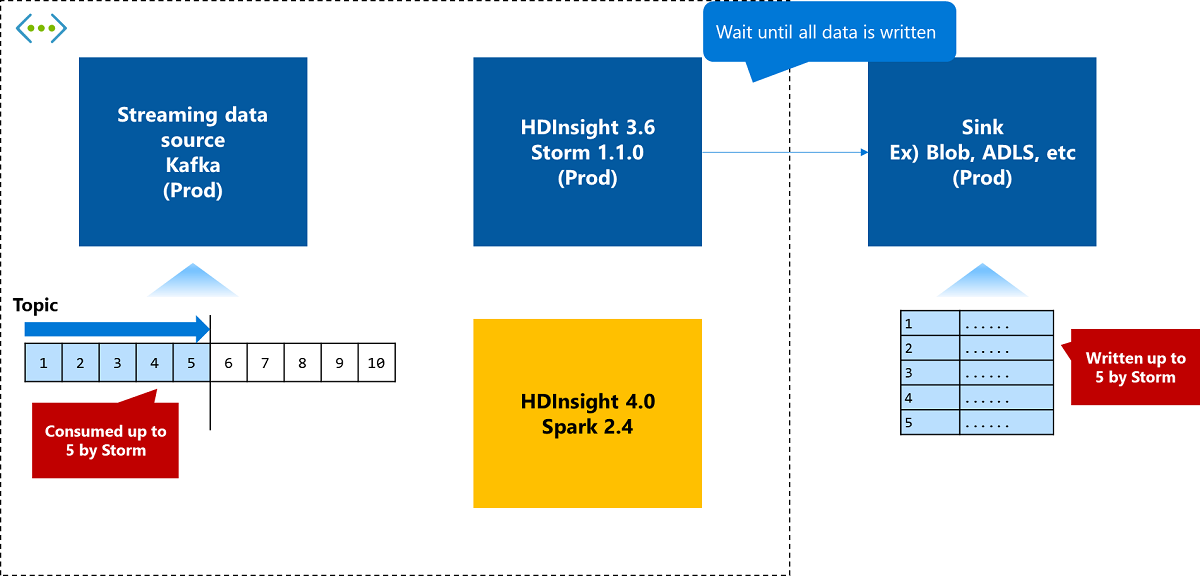 Wait until all data is written
Streaming data
source
Kafka
(Prod)
HDInsight 3.6
Storm 1.1.0
(Prod)
Sink
Ex) Blob, ADLS, etc
(Prod)
Topic
1 2 3 4 5 6 7 8 9 10
Consumed up to
5 by Storm
HDInsight 4.0
Spark 2.4
1 ......
2 ......
3 ......
4 ......
5 ......
Written up to
5 by Storm